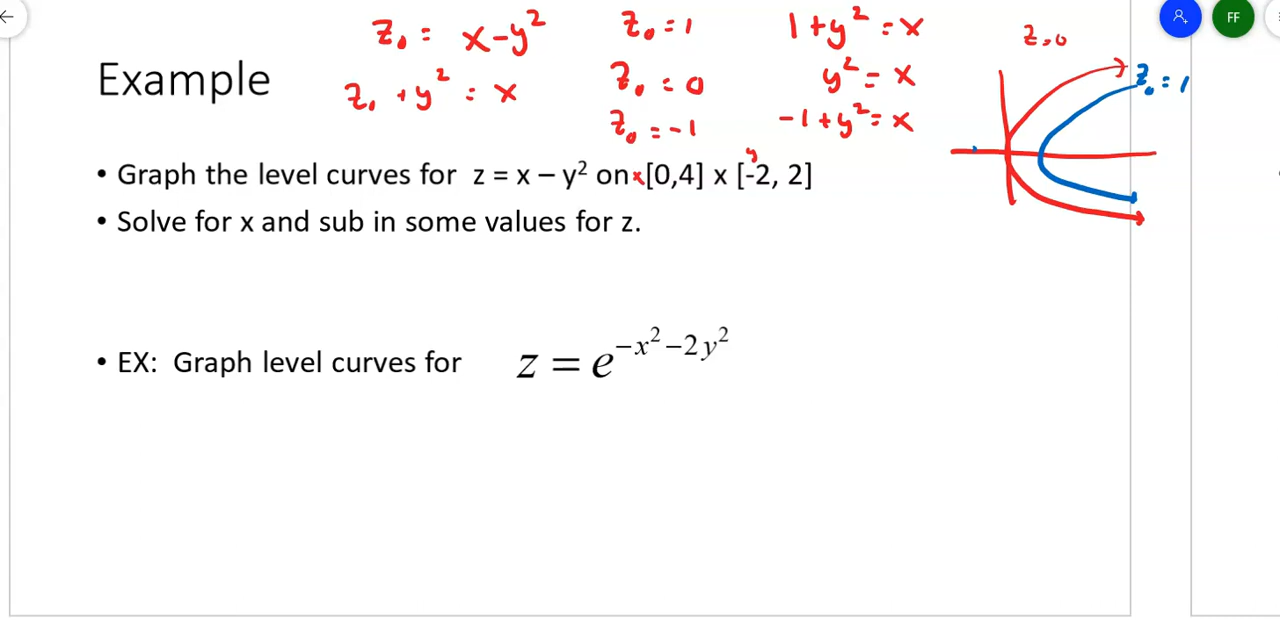 z₀ = x-y² z₀ = 1 1+y² = x
z₀ + y² = x z₀ = 0 y² = x
z₀ = -1 -1+y² = x
z = 0
z₀ = 1
FF
Example
• Graph the level curves for z = x – y² on x [0,4] x y [-2, 2]
• Solve for x and sub in some values for z.
• EX: Graph level curves for z = e^{-x²-2y²}